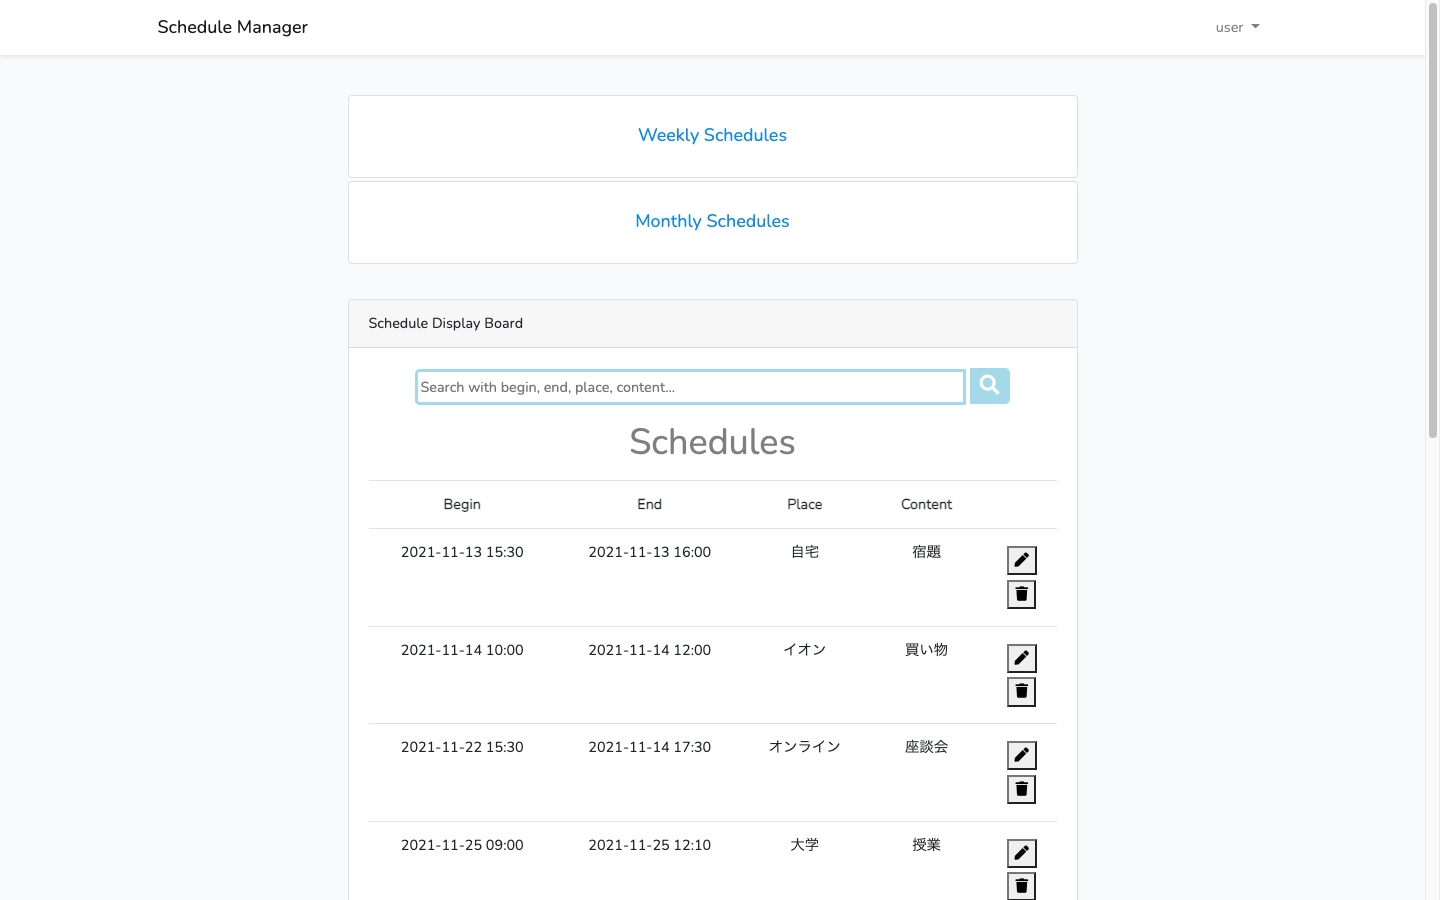 Schedule Manager
user
Weekly Schedules
Monthly Schedules
Schedule Display Board
Search with begin, end, place, content...
Schedules
Begin End Place Content
2021-11-13 15:30 2021-11-13 16:00 自宅 宿題
2021-11-14 10:00 2021-11-14 12:00 イオン 買い物
2021-11-22 15:30 2021-11-14 17:30 オンライン 座談会
2021-11-25 09:00 2021-11-25 12:10 大学 授業